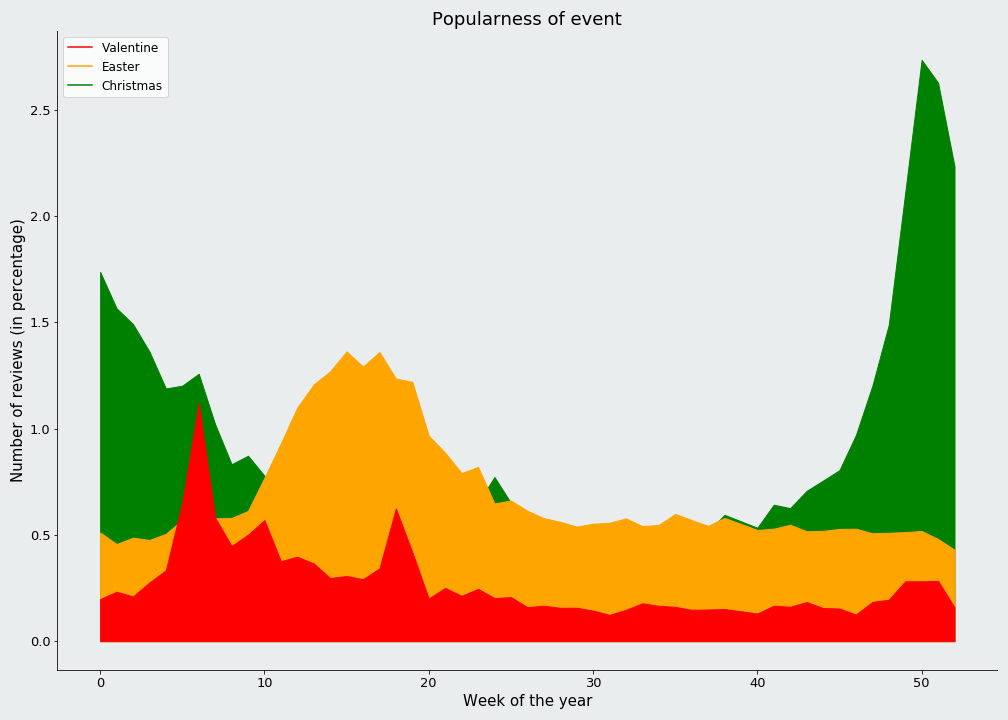 Popularness of event
Valentine
Easter
Christmas
Number of reviews (in percentage)
2.5
2.0
1.5
1.0
0.5
0.0
0 10 20 30 40 50
Week of the year